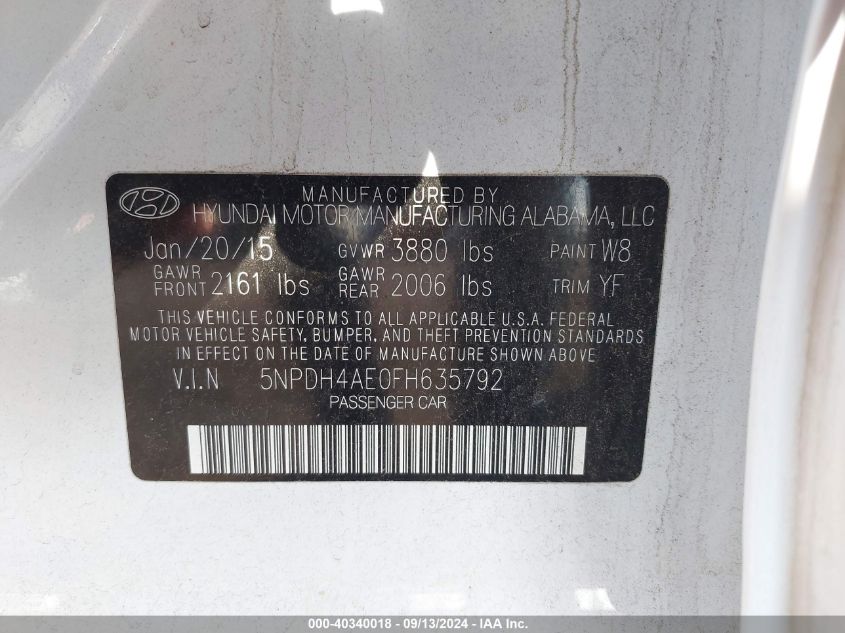 MANUFACTURED BY
HYUNDAI MOTOR MANUFACTURING ALABAMA, LLC
Jan/20/15 GVWR 3880 lbs PAINT W8
GAWR FRONT 2161 lbs GAWR REAR 2006 lbs TRIM YF
THIS VEHICLE CONFORMS TO ALL APPLICABLE U.S.A. FEDERAL
MOTOR VEHICLE SAFETY, BUMPER, AND THEFT PREVENTION STANDARDS
IN EFFECT ON THE DATE OF MANUFACTURE SHOWN ABOVE
V.I.N 5NPDH4AE0FH635792
PASSENGER CAR
000-40340018 - 09/13/2024 - IAA Inc.